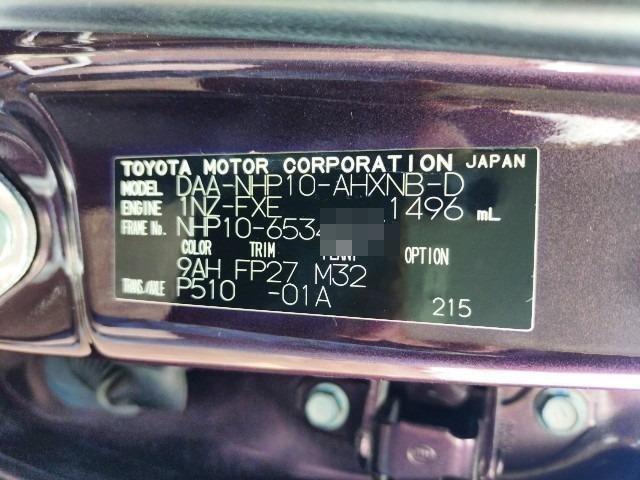 TOYOTA MOTOR CORPORATION JAPAN
MODEL DAA-NHP10-AHXNB-D
ENGINE 1NZ-FXE 1496 mL
FRAME No. NHP10-6534
COLOR TRIM OPTION
9AH FP27 M32
TRANS./AXLE P510 -01A
215